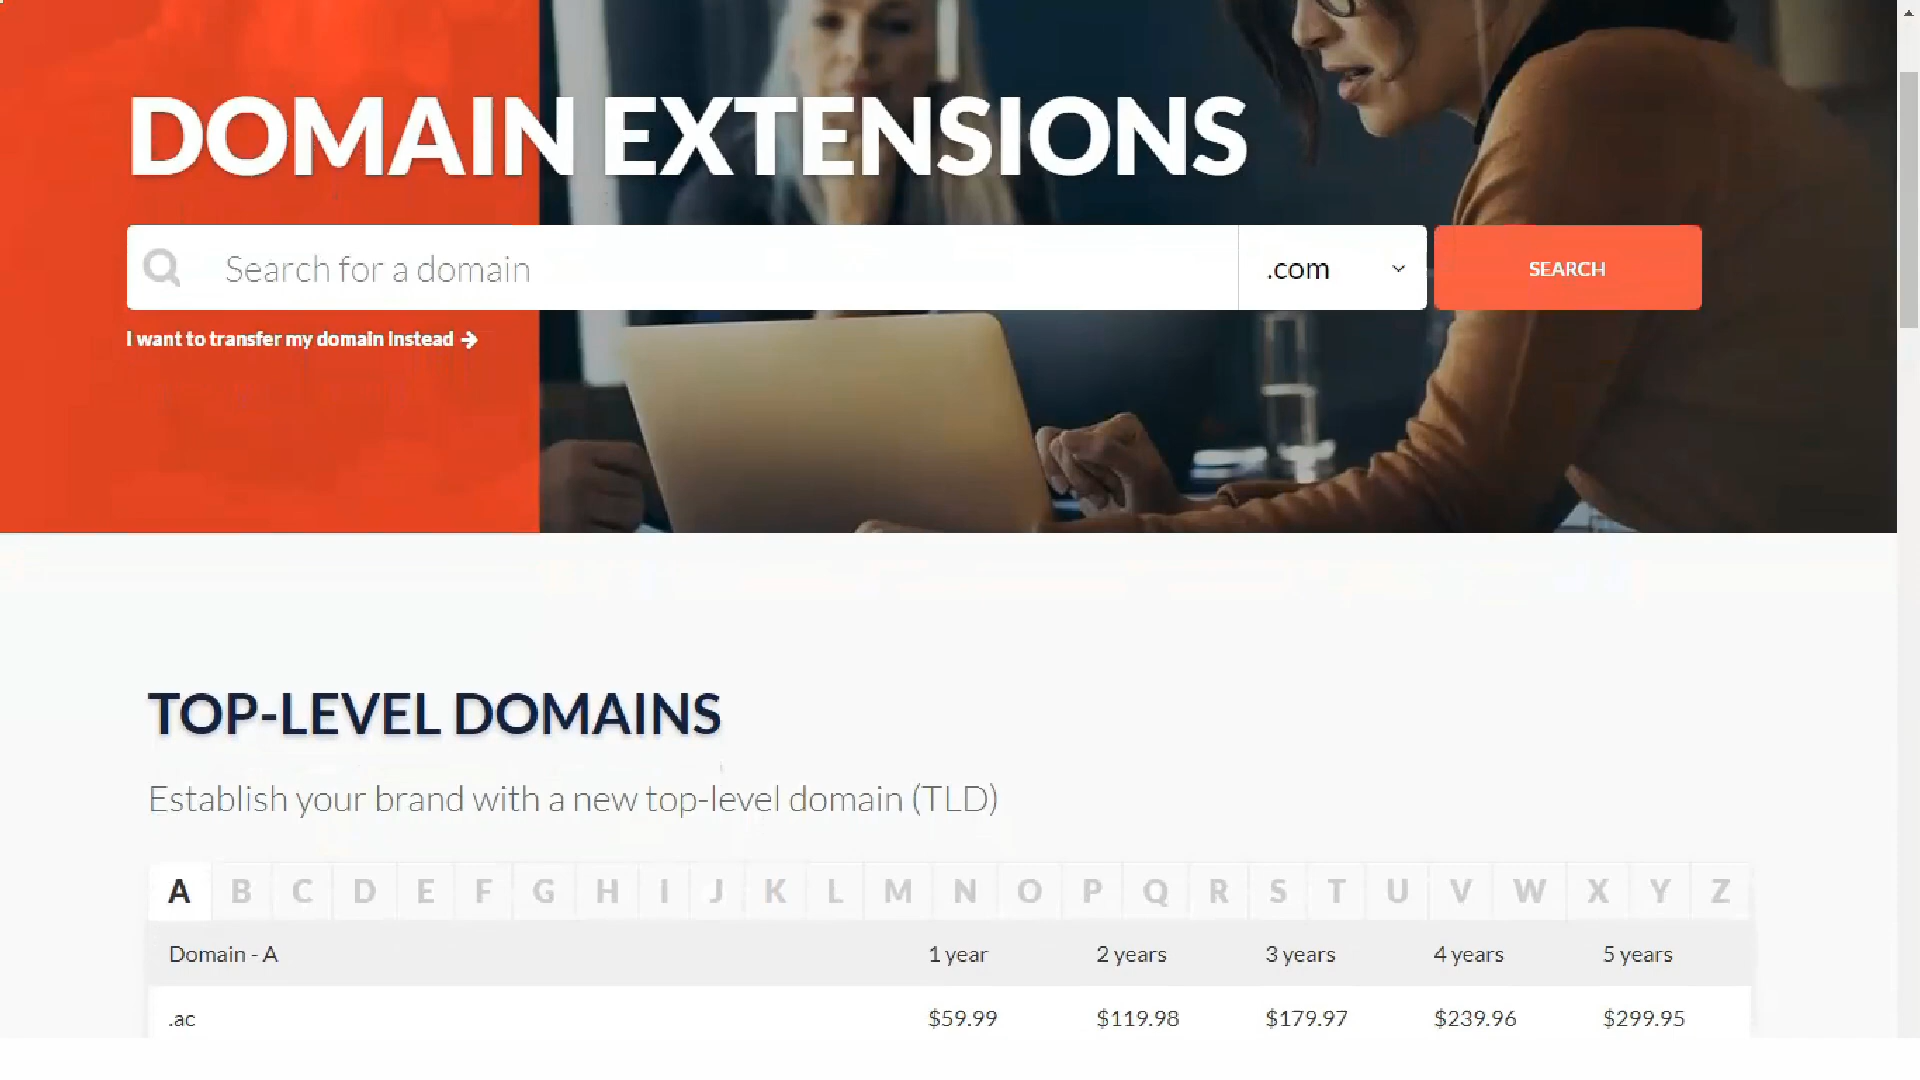 DOMAIN EXTENSIONS
Search for a domain
.com
SEARCH
I want to transfer my domain instead →
TOP-LEVEL DOMAINS
Establish your brand with a new top-level domain (TLD)
A B C D E F G H I J K L M N O P Q R S T U V W X Y Z
Domain - A 1 year 2 years 3 years 4 years 5 years
.ac $59.99 $119.98 $179.97 $239.96 $299.95